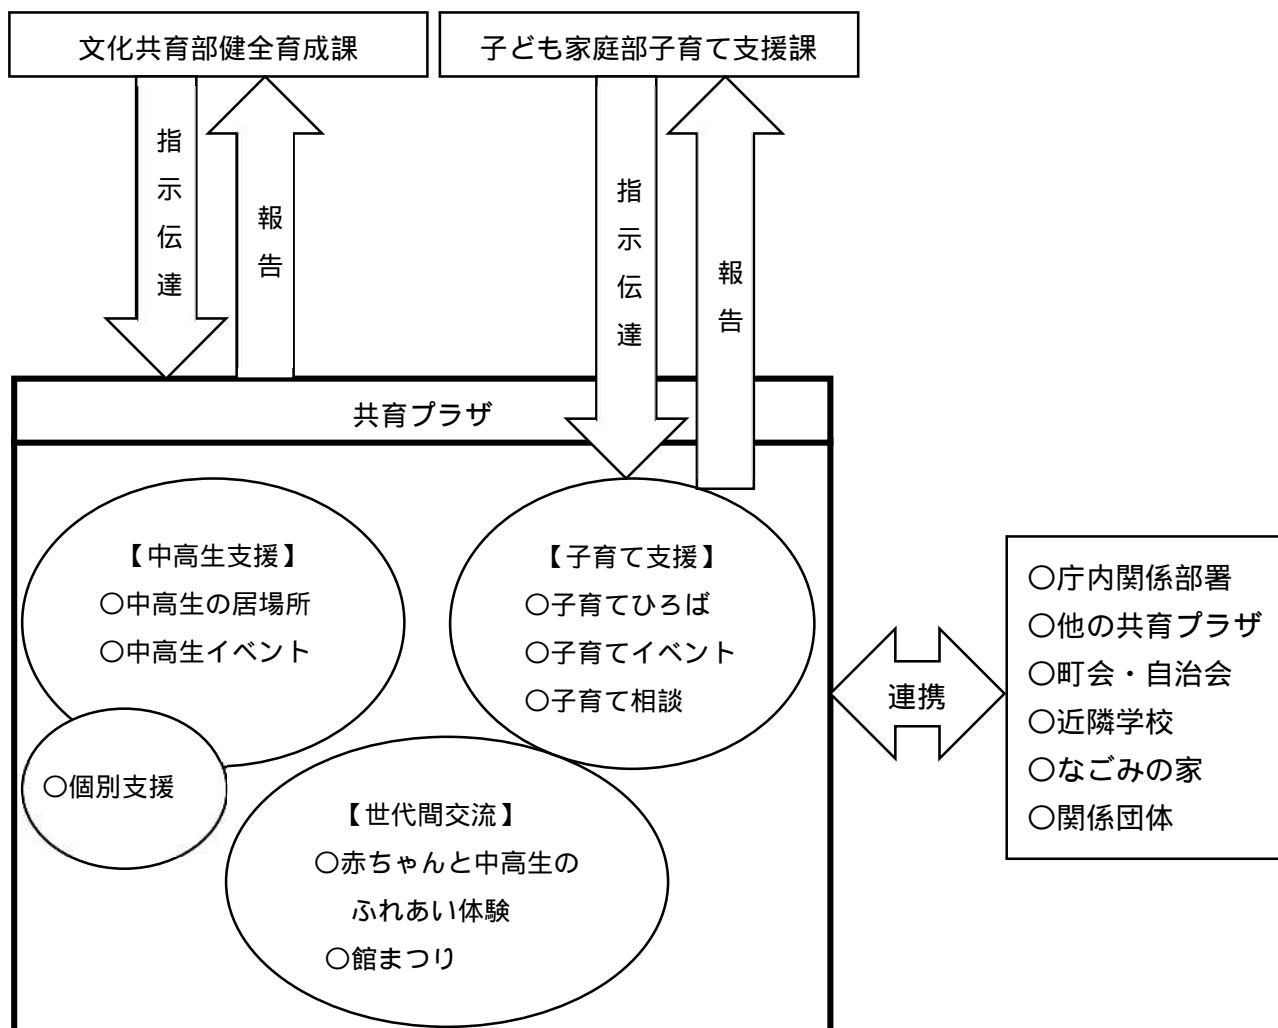 文化共育部健全育成課
子ども家庭部子育て支援課
指示伝達
報告
指示伝達
報告
共育プラザ
【中高生支援】
○中高生の居場所
○中高生イベント
○個別支援
【子育て支援】
○子育てひろば
○子育てイベント
○子育て相談
【世代間交流】
○赤ちゃんと中高生の
ふれあい体験
○館まつり
連携
○庁内関係部署
○他の共育プラザ
○町会・自治会
○近隣学校
○なごみの家
○関係団体